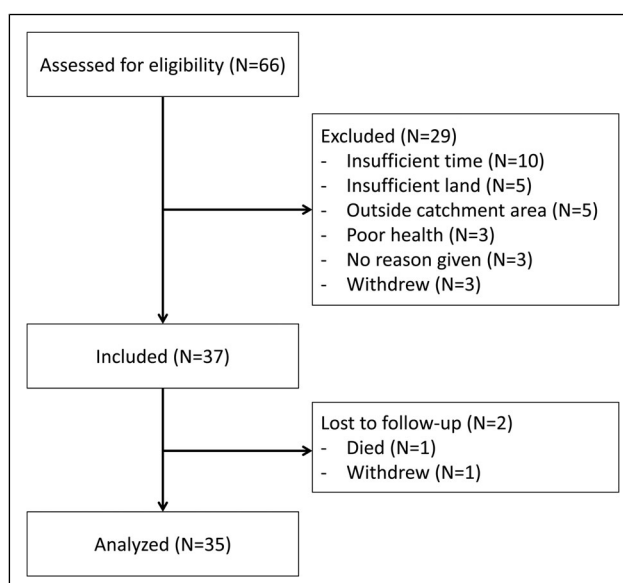 Assessed for eligibility (N=66)
Excluded (N=29)
- Insufficient time (N=10)
- Insufficient land (N=5)
- Outside catchment area (N=5)
- Poor health (N=3)
- No reason given (N=3)
- Withdrew (N=3)
Included (N=37)
Lost to follow-up (N=2)
- Died (N=1)
- Withdrew (N=1)
Analyzed (N=35)